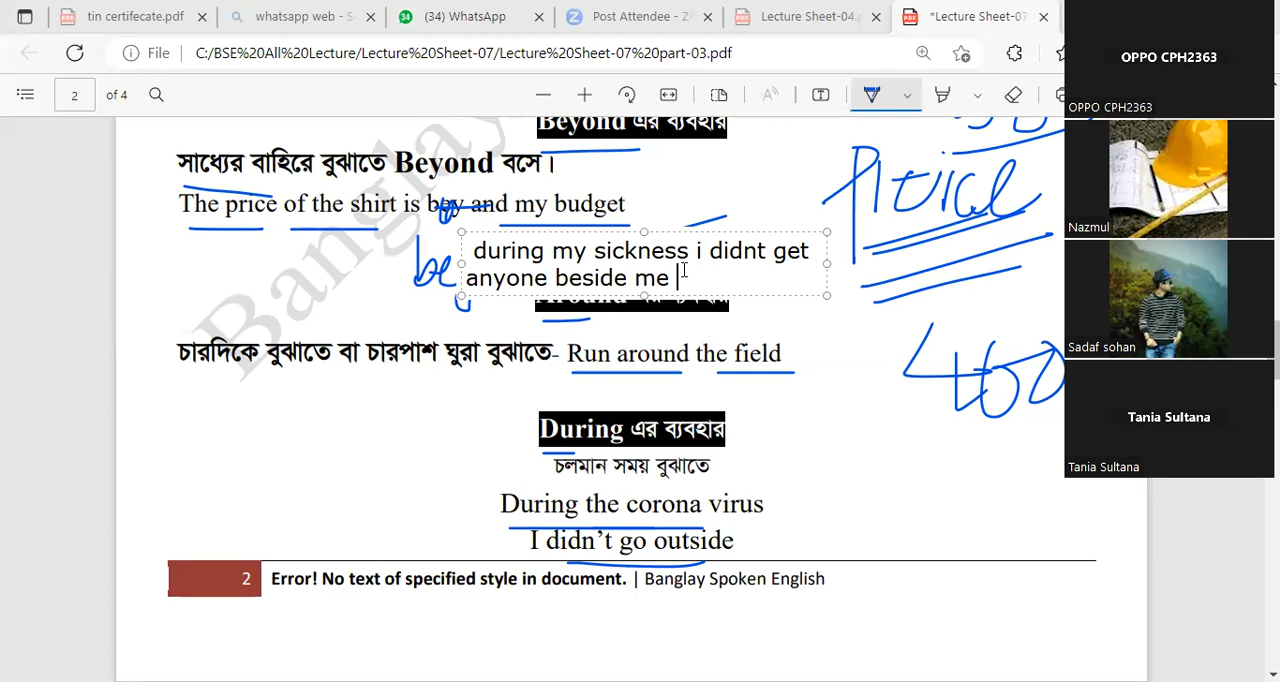 tin certifecate.pdf
whatsapp web - S
34
(34) WhatsApp
Post Attendee - Z
Lecture Sheet-04.
*Lecture Sheet-07
File
C:/BSE%20All%20Lecture/Lecture%20Sheet-07/Lecture%20Sheet-07%20part-03.pdf
2 of 4
Beyond এর ব্যবহার
সাধ্যের বাহিরে বুঝাতে Beyond বসে।
The price of the shirt is buy and my budget
during my sickness i didnt get
anyone beside me
be
চারদিকে বুঝাতে বা চারপাশ ঘুরা বুঝাতে- Run around the field
400
During এর ব্যবহার
চলমান সময় বুঝাতে
During the corona virus
I didn't go outside
2 Error! No text of specified style in document. | Banglay Spoken English
Banglay
OPPO CPH2363
OPPO CPH2363
Nazmul
Sadaf sohan
Tania Sultana
Tania Sultana